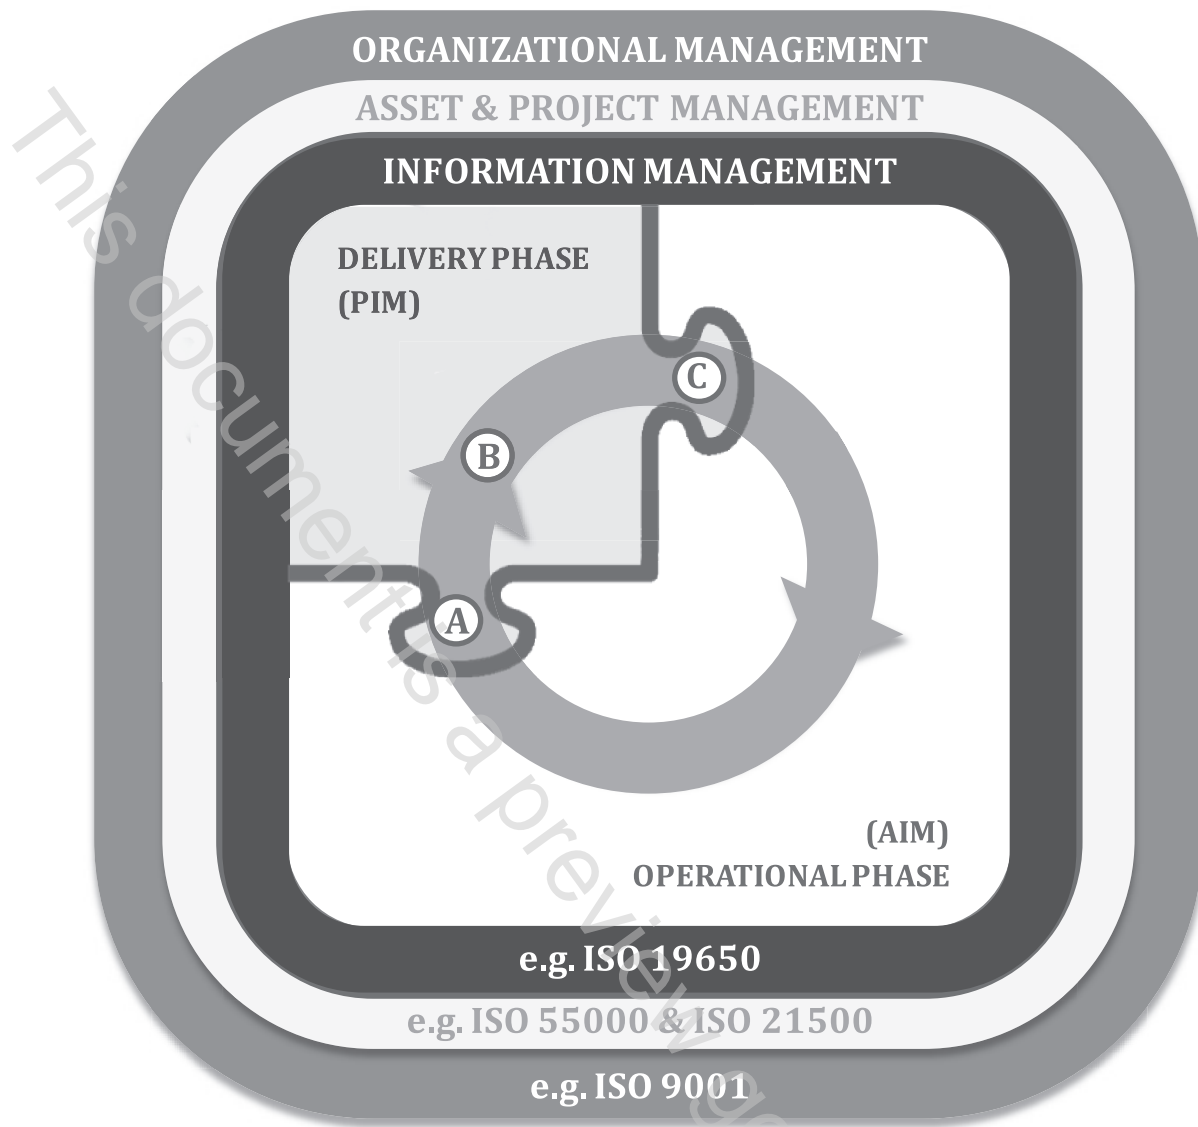 ORGANIZATIONAL MANAGEMENT
ASSET & PROJECT MANAGEMENT
INFORMATION MANAGEMENT
DELIVERY PHASE
(PIM)
C
B
A
(AIM)
OPERATIONAL PHASE
e.g. ISO 19650
e.g. ISO 55000 & ISO 21500
e.g. ISO 9001
This document is a preview